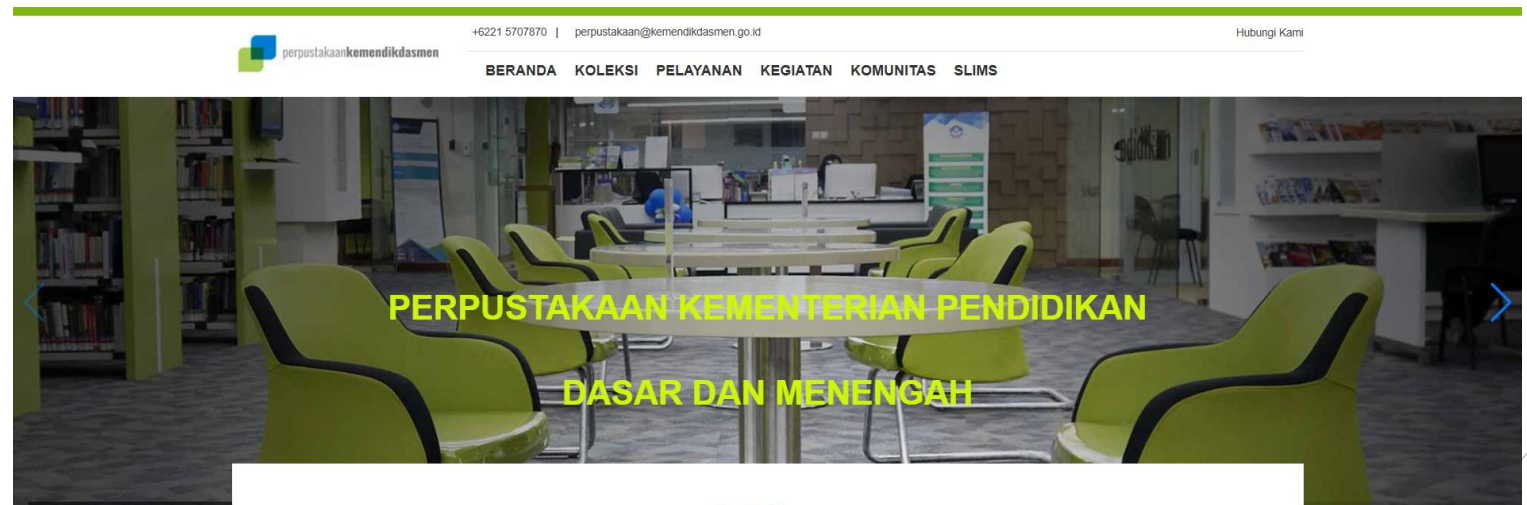 +6221 5707870 | perpustakaan@kemendikdasmen.go.id
Hubungi Kami
perpustakaankemendikdasmen
BERANDA KOLEKSI PELAYANAN KEGIATAN KOMUNITAS SLIMS
PERPUSTAKAAN KEMENTERIAN PENDIDIKAN
DASAR DAN MENENGAH